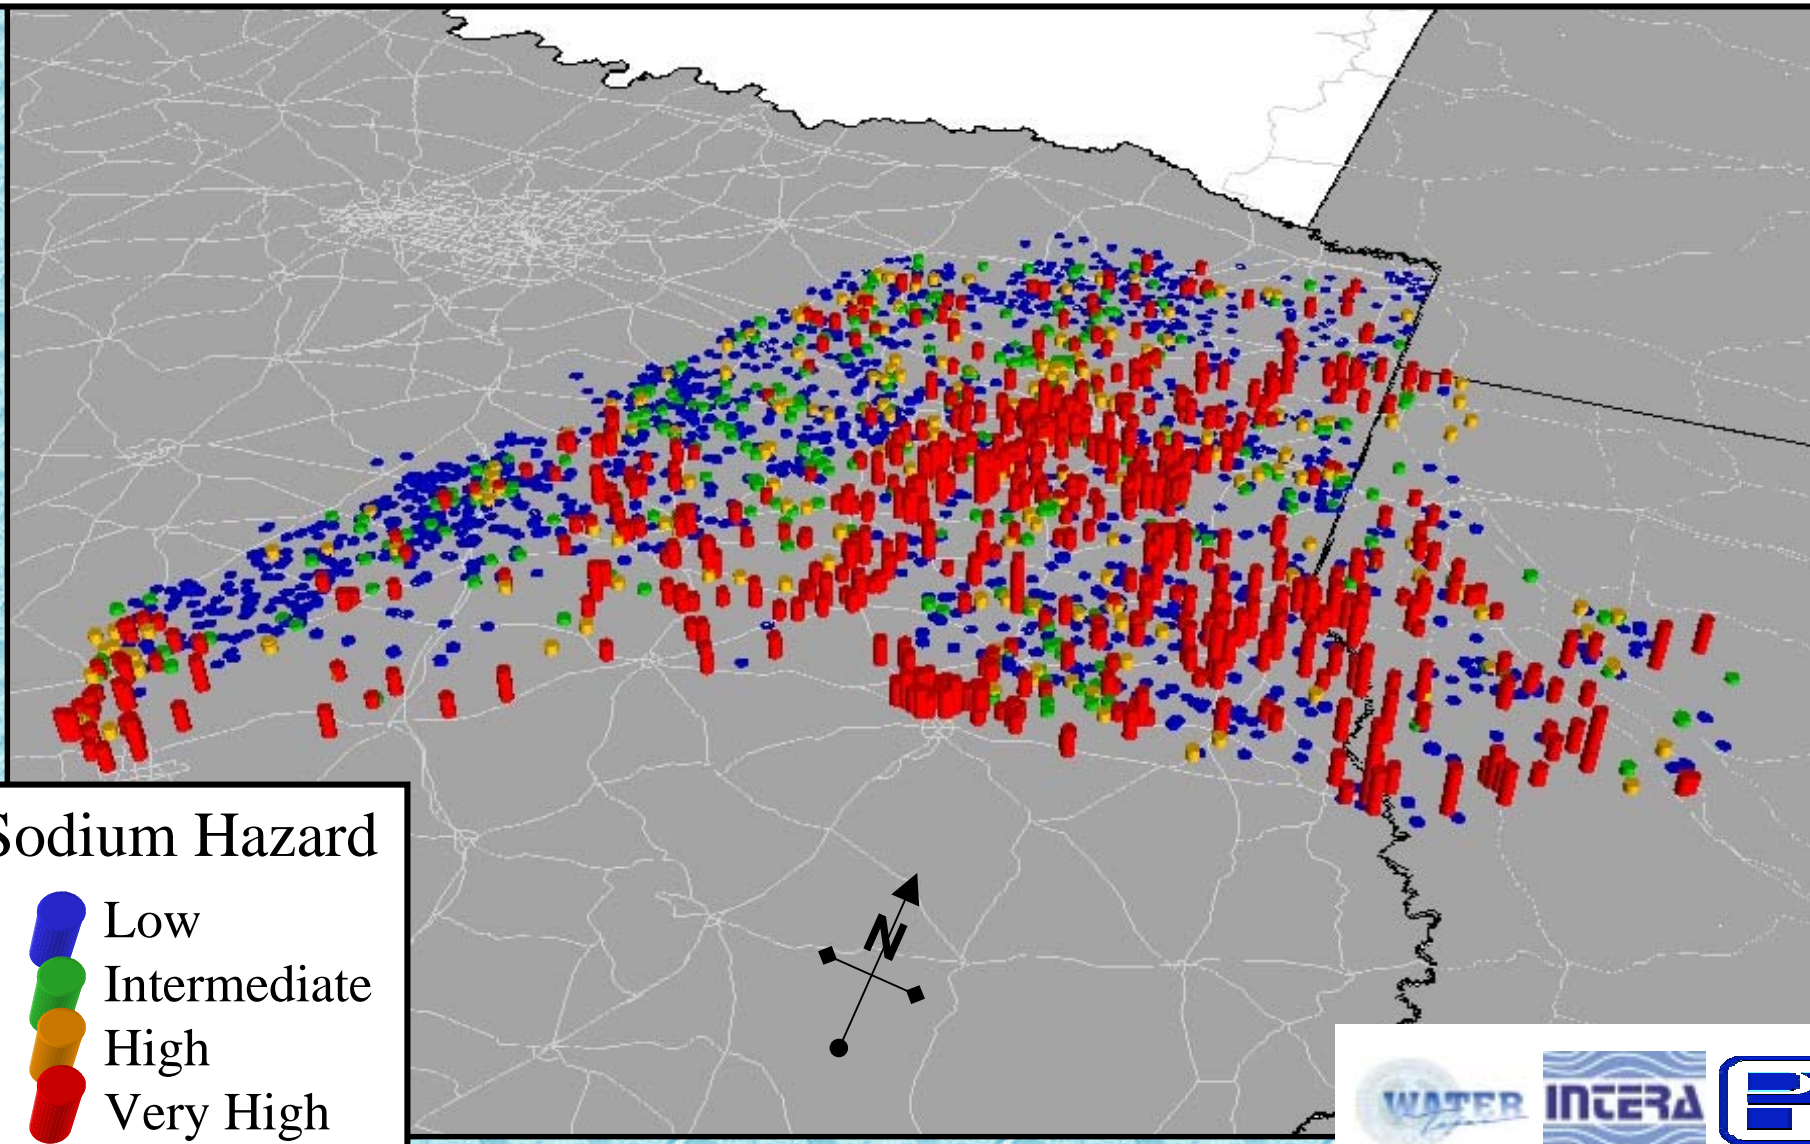 Sodium Hazard
Low
Intermediate
High
Very High
N
WATER
INTERA
P